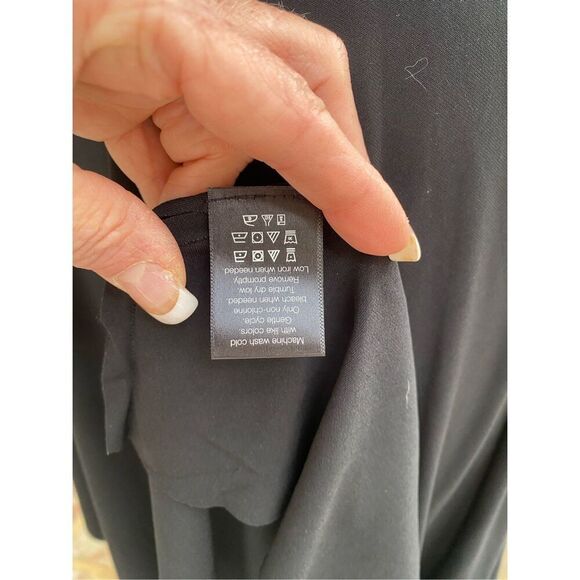 Machine wash cold
with like colors.
Gentle cycle.
Only non-chlorine
bleach when needed.
Tumble dry low.
Remove promptly.
Low iron when needed.